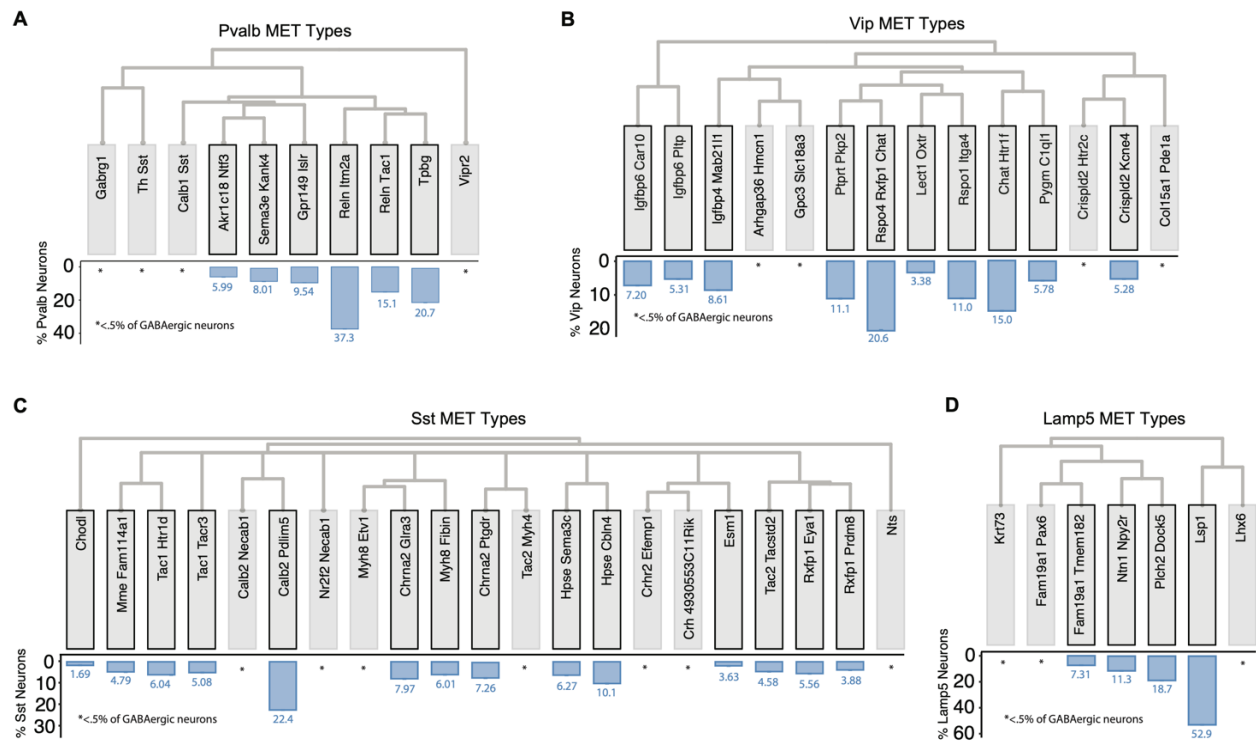 A
Pvalb MET Types
Gabrg1
Th Sst
Calb1 Sst
Akr1c18 Ntf3
Sema3e Kank4
Gpr149 Islr
Reln Itm2a
Reln Tac1
Tpbg
Vipr2
% Pvalb Neurons
0
20
40
*
*
*
5.99
8.01
9.54
37.3
15.1
20.7
*
*<.5% of GABAergic neurons
B
Vip MET Types
Igfbp6 Car10
Igfbp6 Pltp
Igfbp4 Mab21l1
Arhgap36 Hmcn1
Gpc3 Slc18a3
Ptprt Pkp2
Rspo4 Rxfp1 Chat
Lect1 Oxtr
Rspo1 Itga4
Chat Htr1f
Pygm C1ql1
Crispld2 Htr2c
Crispld2 Kcne4
Col15a1 Pde1a
% Vip Neurons
0
10
20
7.20
5.31
8.61
*
*
11.1
20.6
3.38
11.0
15.0
5.78
*
5.28
*
*<.5% of GABAergic neurons
C
Sst MET Types
Chodl
Mme Fam114a1
Tac1 Htr1d
Tac1 Tacr3
Calb2 Necab1
Calb2 Pdlim5
Nr2f2 Necab1
Myh8 Etv1
Chrna2 Glra3
Myh8 Fibin
Chrna2 Ptgdr
Tac2 Myh4
Hpse Sema3c
Hpse Cbln4
Crhr2 Efemp1
Crh 4930553C11Rik
Esm1
Tac2 Tacstd2
Rxfp1 Eya1
Rxfp1 Prdm8
Nts
% Sst Neurons
0
10
20
30
1.69
4.79
6.04
5.08
*
22.4
*
*
7.97
6.01
7.26
*
6.27
10.1
*
*
3.63
4.58
5.56
3.88
*
*<.5% of GABAergic neurons
D
Lamp5 MET Types
Krt73
Fam19a1 Pax6
Fam19a1 Tmem182
Ntn1 Npy2r
Plch2 Dock5
Lsp1
Lhx6
% Lamp5 Neurons
0
20
40
60
*
*
7.31
11.3
18.7
52.9
*
*<.5% of GABAergic neurons